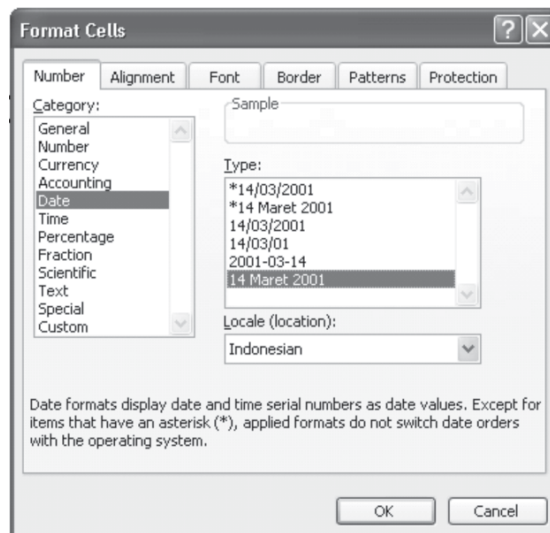 Format Cells
Number Alignment Font Border Patterns Protection
Category:
General
Number
Currency
Accounting
Date
Time
Percentage
Fraction
Scientific
Text
Special
Custom
Sample
Type:
*14/03/2001
*14 Maret 2001
14/03/2001
14/03/01
2001-03-14
14 Maret 2001
Locale (location):
Indonesian
Date formats display date and time serial numbers as date values. Except for
items that have an asterisk (*), applied formats do not switch date orders
with the operating system.
OK Cancel